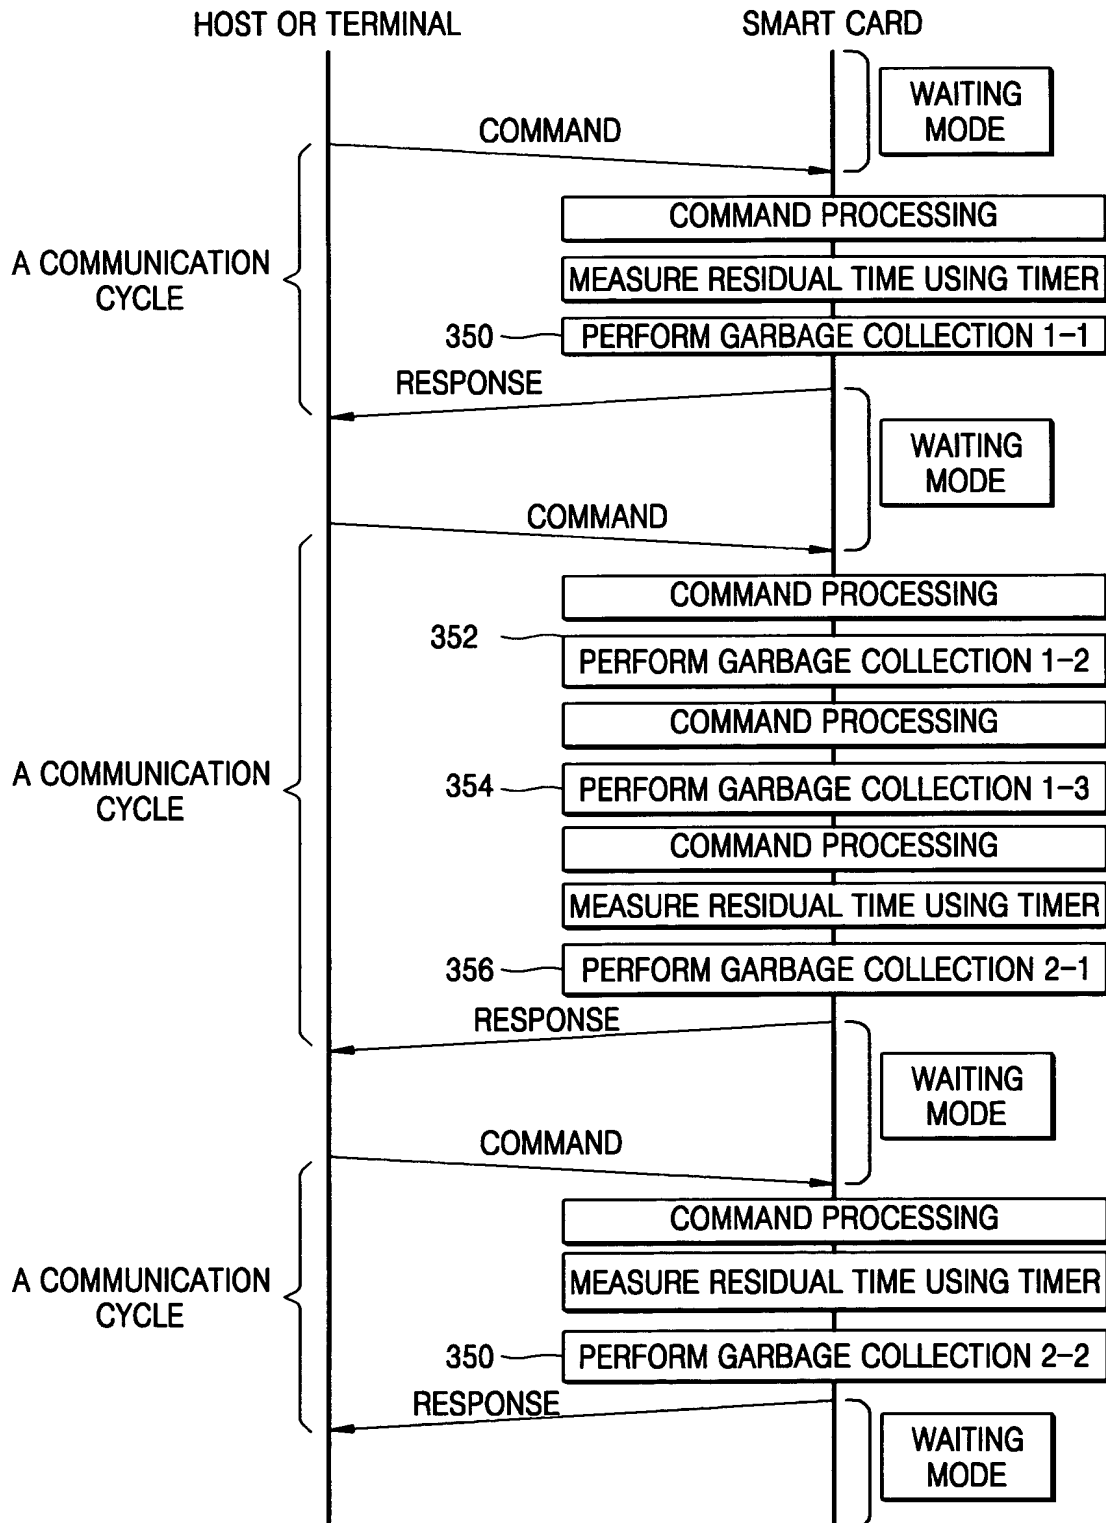 HOST OR TERMINAL
SMART CARD
WAITING
MODE
COMMAND
A COMMUNICATION
CYCLE
COMMAND PROCESSING
MEASURE RESIDUAL TIME USING TIMER
350
PERFORM GARBAGE COLLECTION 1-1
RESPONSE
WAITING
MODE
COMMAND
A COMMUNICATION
CYCLE
COMMAND PROCESSING
352
PERFORM GARBAGE COLLECTION 1-2
COMMAND PROCESSING
354
PERFORM GARBAGE COLLECTION 1-3
COMMAND PROCESSING
MEASURE RESIDUAL TIME USING TIMER
356
PERFORM GARBAGE COLLECTION 2-1
RESPONSE
WAITING
MODE
COMMAND
A COMMUNICATION
CYCLE
COMMAND PROCESSING
MEASURE RESIDUAL TIME USING TIMER
350
PERFORM GARBAGE COLLECTION 2-2
RESPONSE
WAITING
MODE